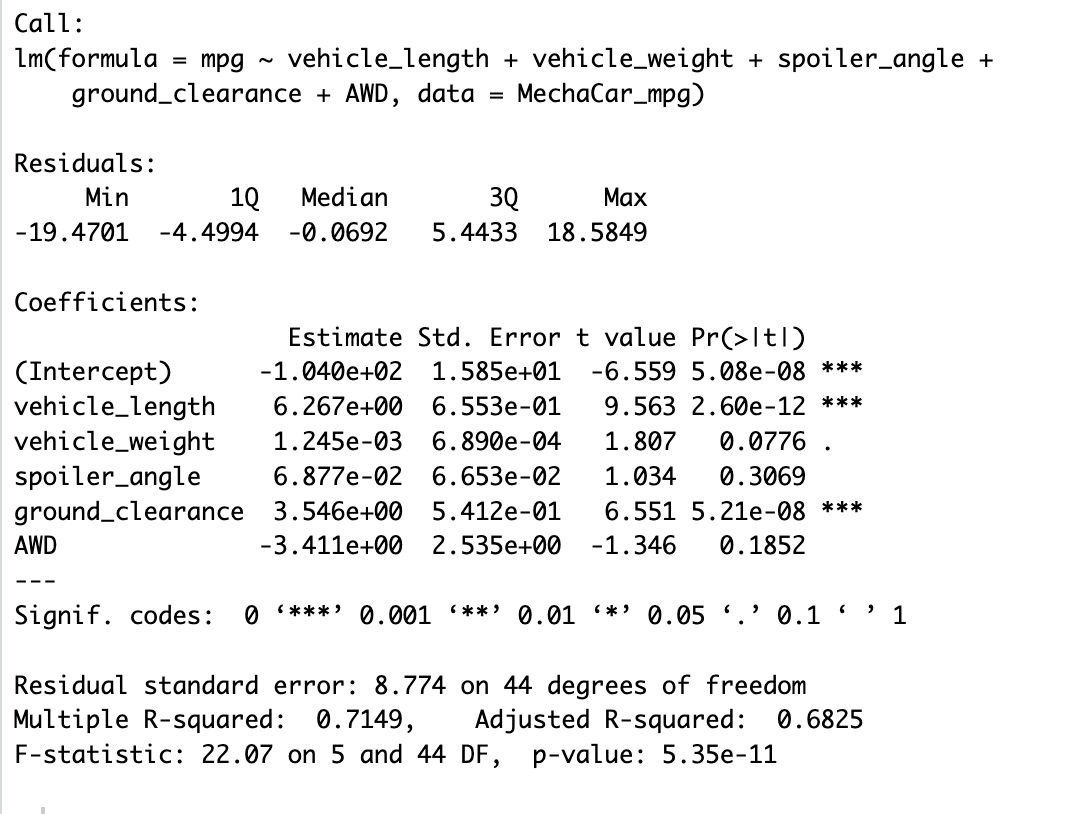 Call:
lm(formula = mpg ~ vehicle_length + vehicle_weight + spoiler_angle +
    ground_clearance + AWD, data = MechaCar_mpg)

Residuals:
     Min       1Q   Median       3Q      Max
-19.4701  -4.4994  -0.0692   5.4433  18.5849

Coefficients:
                   Estimate Std. Error t value Pr(>|t|)
(Intercept)      -1.040e+02  1.585e+01  -6.559 5.08e-08 ***
vehicle_length    6.267e+00  6.553e-01   9.563 2.60e-12 ***
vehicle_weight    1.245e-03  6.890e-04   1.807   0.0776 .
spoiler_angle     6.877e-02  6.653e-02   1.034   0.3069
ground_clearance  3.546e+00  5.412e-01   6.551 5.21e-08 ***
AWD              -3.411e+00  2.535e+00  -1.346   0.1852
---
Signif. codes:  0 ‘***’ 0.001 ‘**’ 0.01 ‘*’ 0.05 ‘.’ 0.1 ‘ ’ 1

Residual standard error: 8.774 on 44 degrees of freedom
Multiple R-squared:  0.7149,    Adjusted R-squared:  0.6825
F-statistic: 22.07 on 5 and 44 DF,  p-value: 5.35e-11